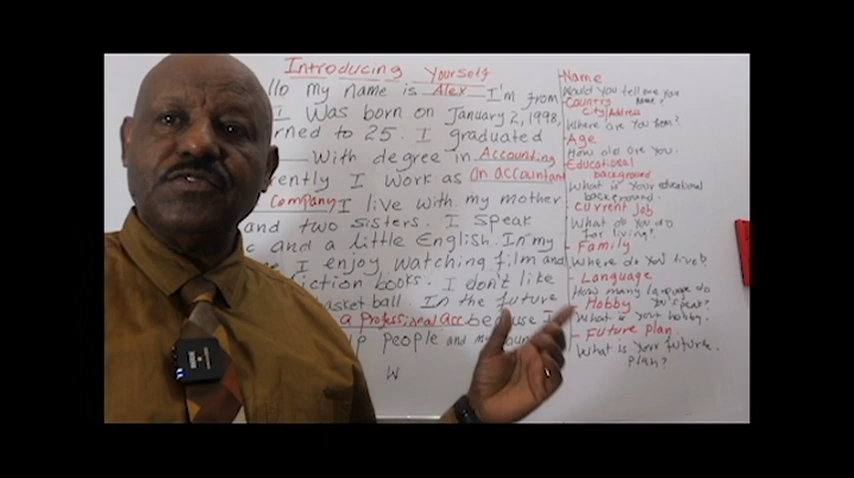 Introducing Yourself
llo my name is Alex I'm from
I was born on January 2, 1998,
rned to 25. I graduated
With degree in Accounting
rently I work as an accountant
Company I live with my mother
and two sisters. I speak
c and a little English. In my
e I enjoy watching film and
iction books. I don't like
basket ball. In the future
a professional acc because I
lp people and my
W
Name
Would you tell me your
name?
Country
City/Address
Where are you from?
Age
How old are you.
Educational
background
What is your educational
background.
Current job
What do you do
for living?
- Family
Where do you live?
- Language
How many language do
you speak?
- Hobby
What is your hobby.
- Future plan
What is your future
plan?